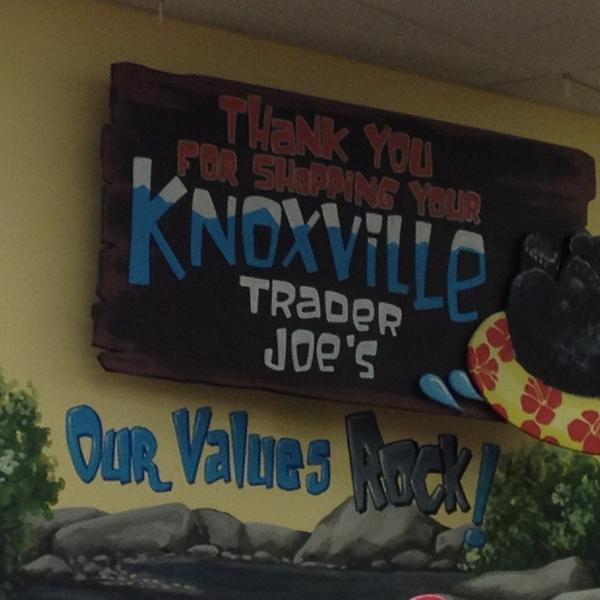 THANK YOU
FOR SHOPPING YOUR
KNOXVILLE
TRADER
JOE'S
OUR VALUES ROCK!